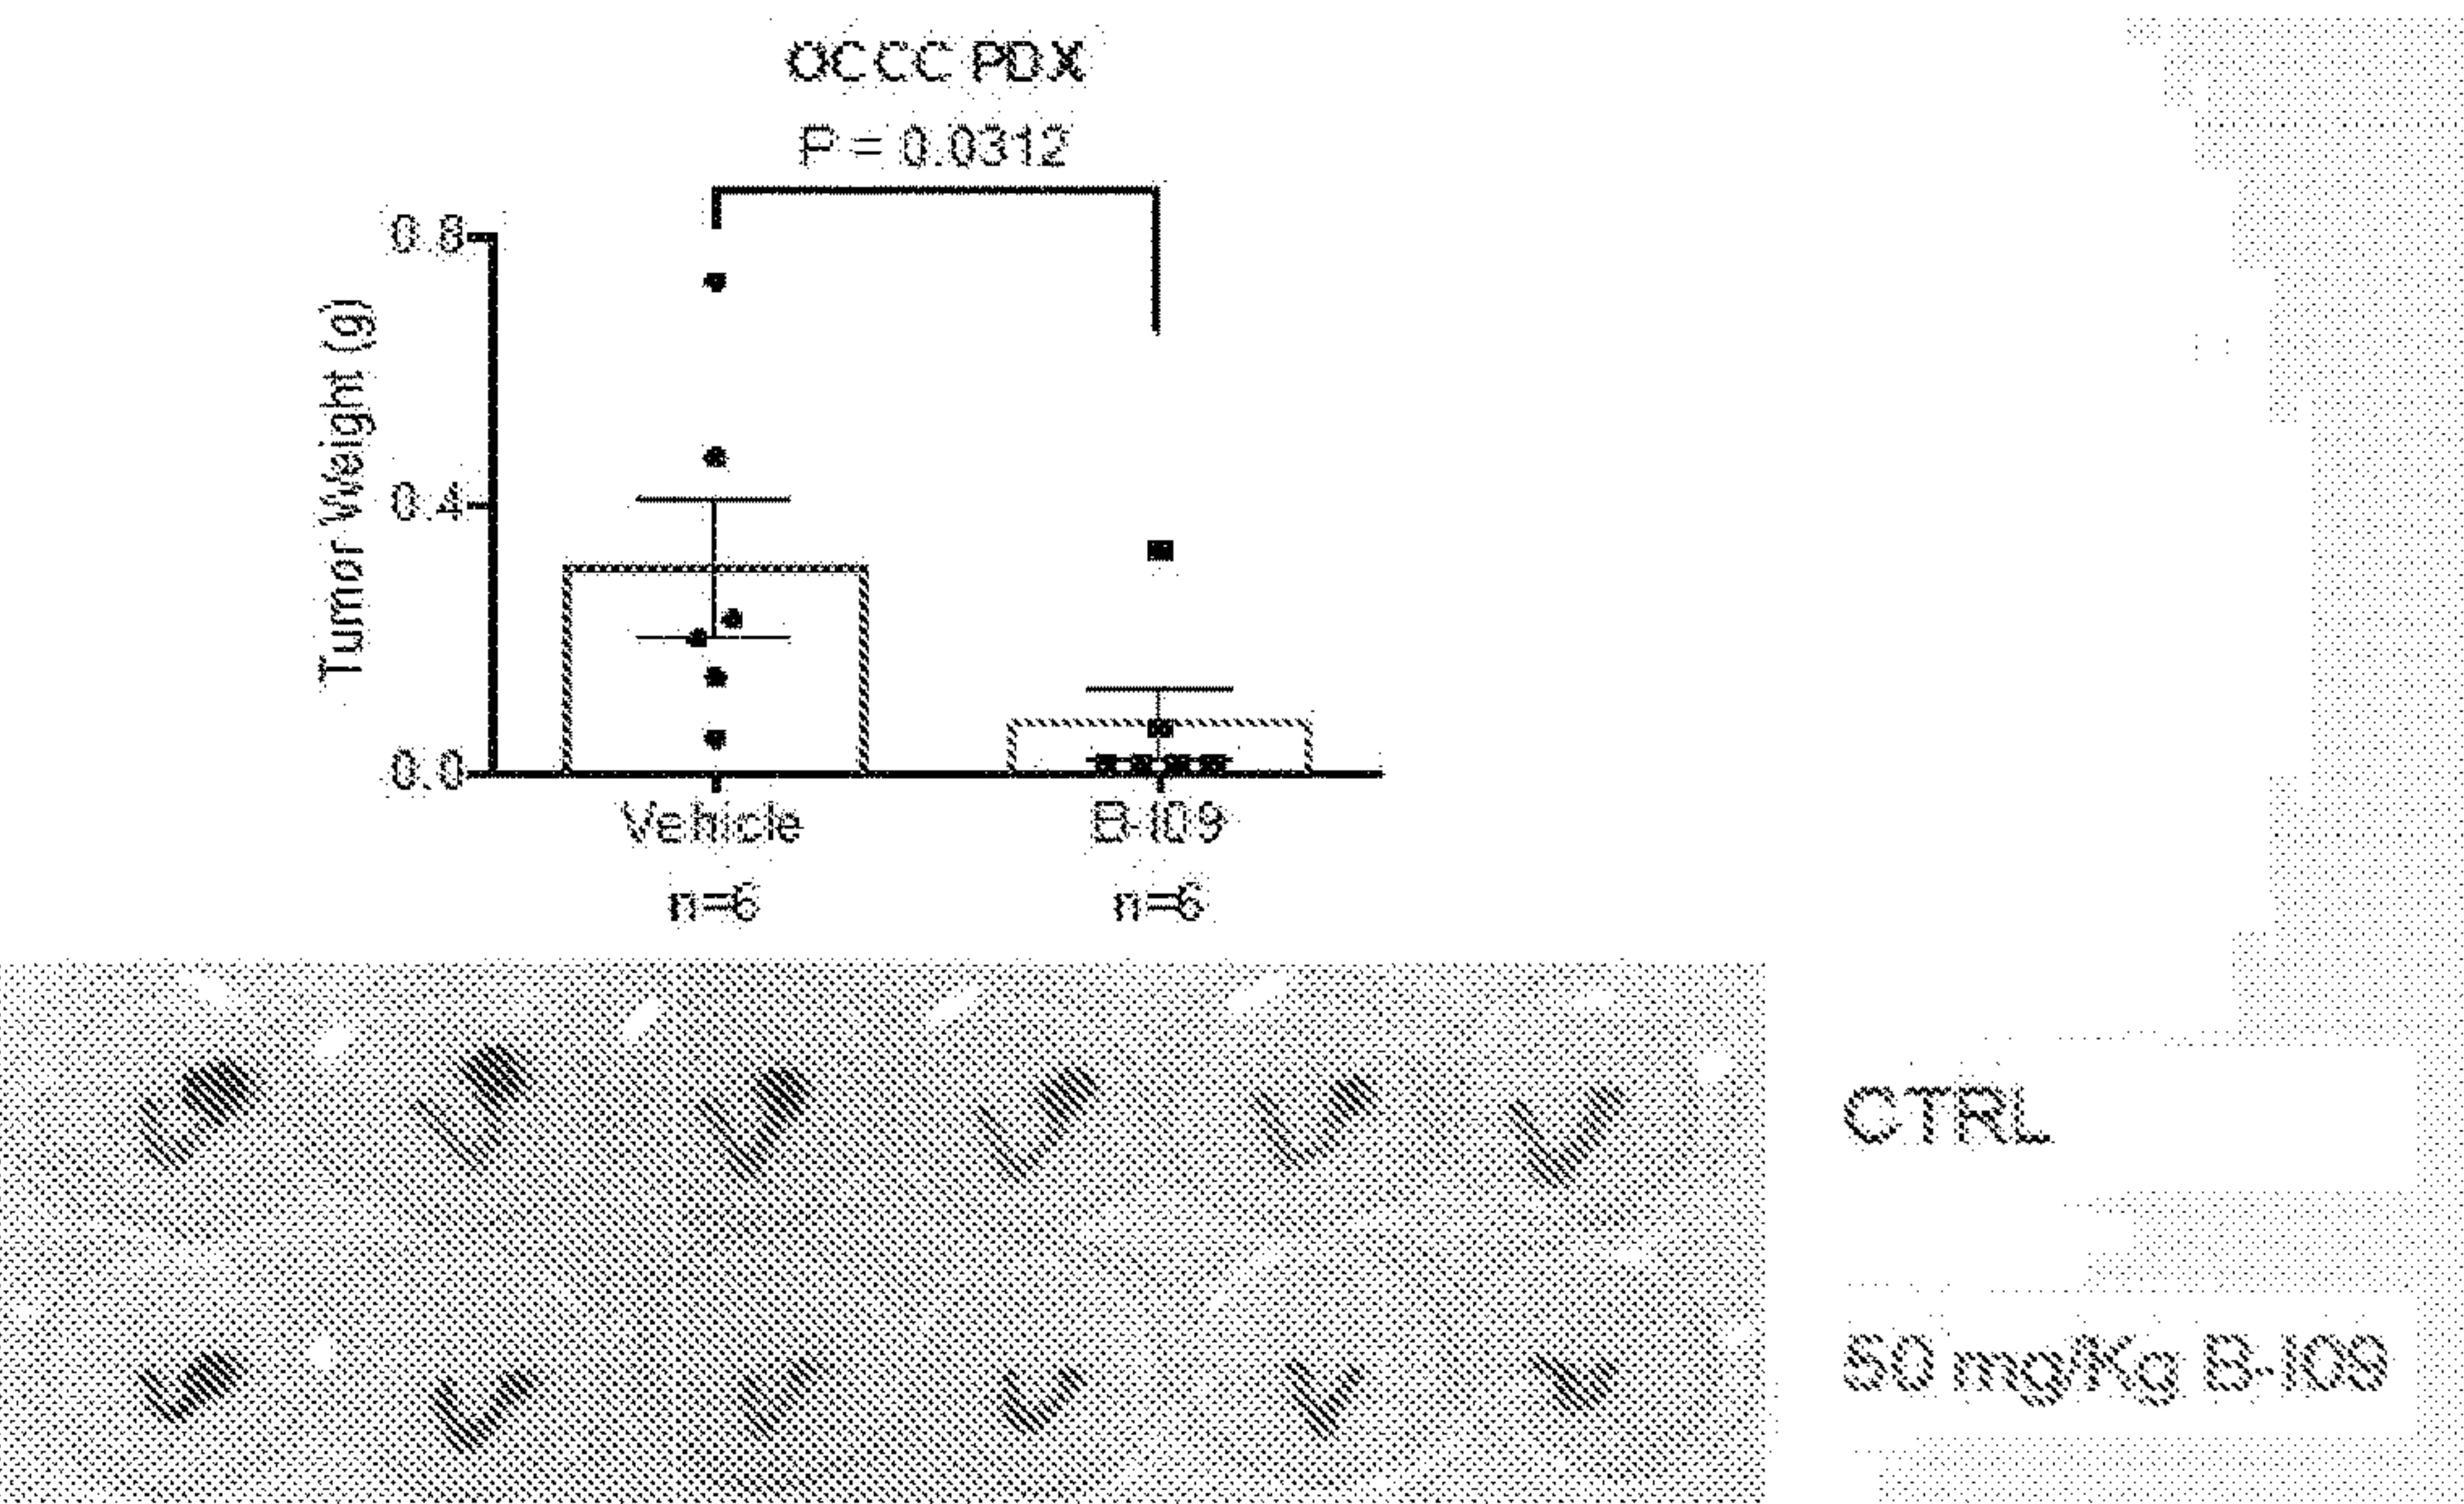 OCCC PDX
P = 0.0312
0.8
0.4
0.0
Tumor Weight (g)
Vehicle
B-I09
n=6
n=6
CTRL
50 mg/Kg B-I09